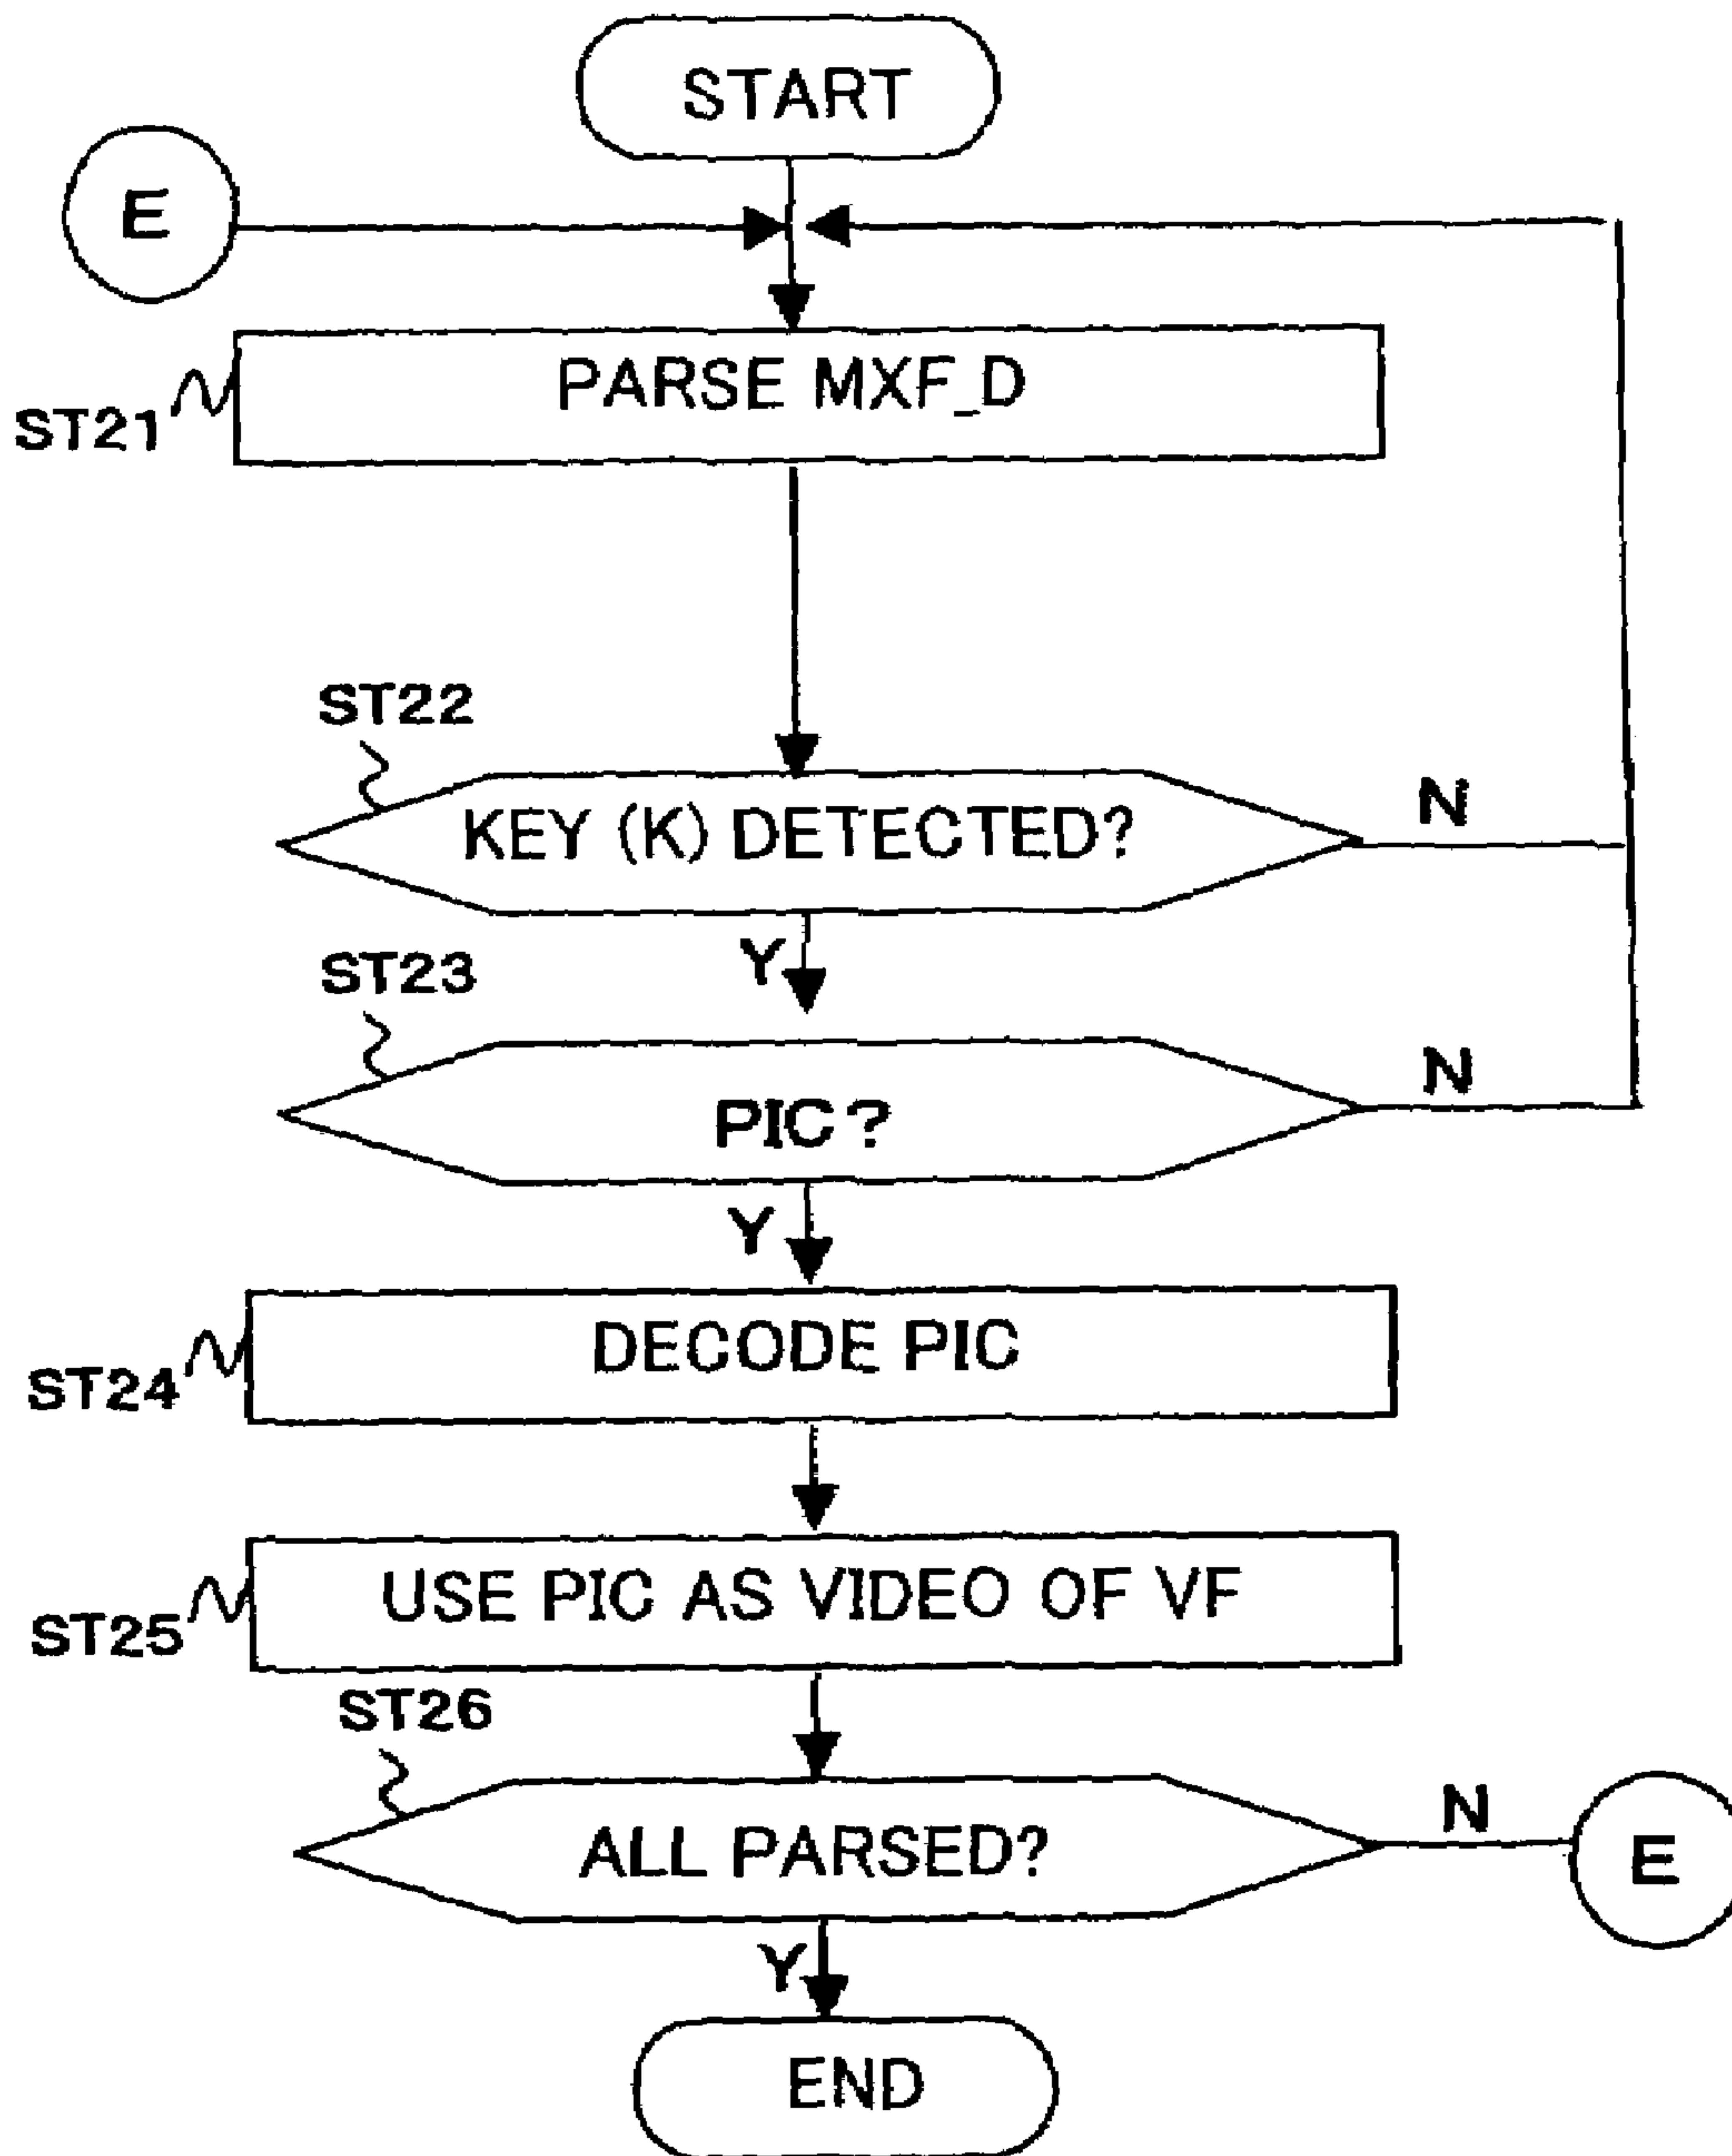 START
E
PARSE MXF_D
ST21
ST22
KEY (K) DETECTED?
N
Y
ST23
PIC?
N
Y
DECODE PIC
ST24
USE PIC AS VIDEO OF VF
ST25
ST26
ALL PARSED?
N
E
Y
END